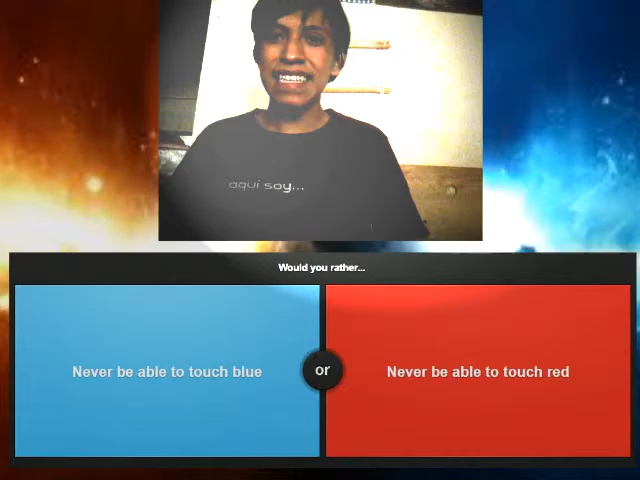 aqui soy...
Would you rather...
Never be able to touch blue
or
Never be able to touch red